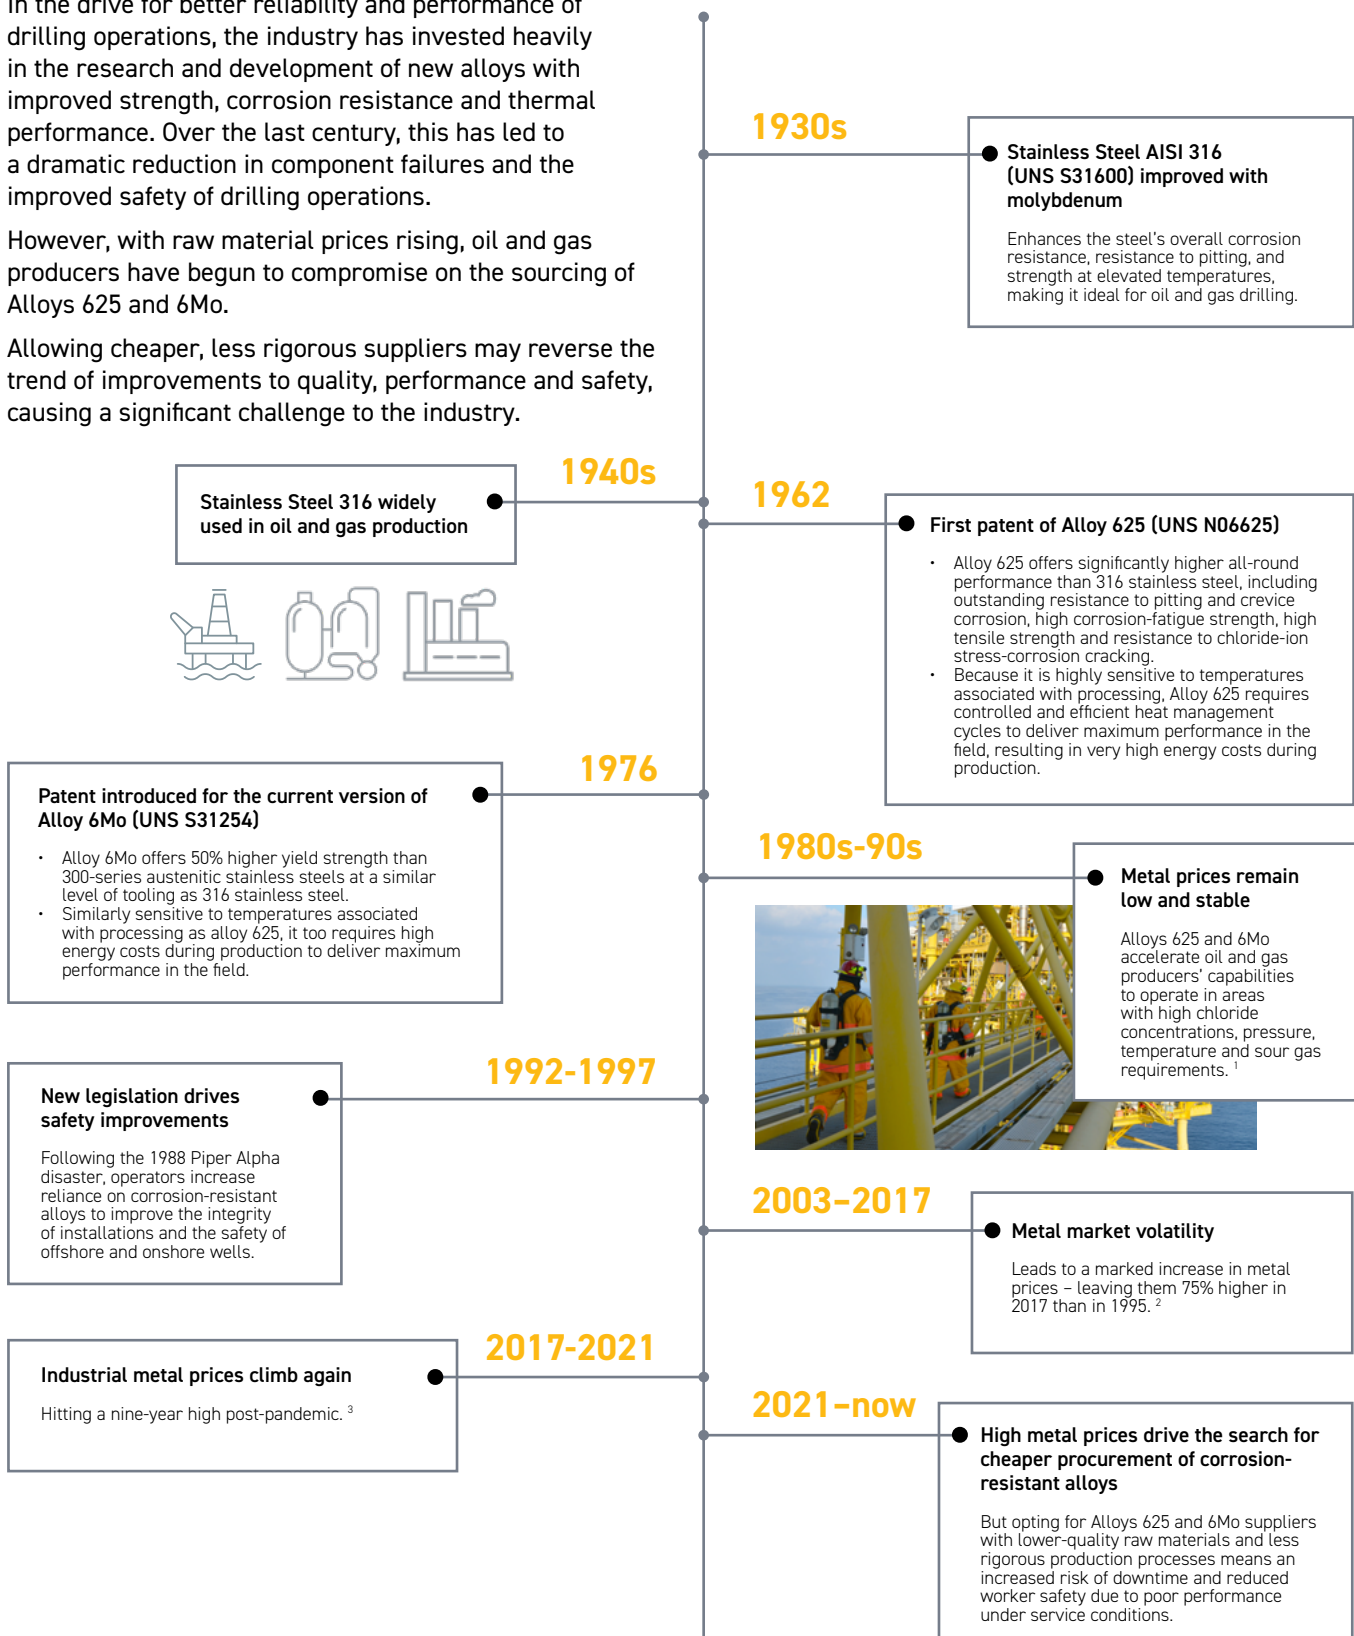 In the drive for better reliability and performance of
drilling operations, the industry has invested heavily
in the research and development of new alloys with
improved strength, corrosion resistance and thermal
performance. Over the last century, this has led to
a dramatic reduction in component failures and the
improved safety of drilling operations.
However, with raw material prices rising, oil and gas
producers have begun to compromise on the sourcing of
Alloys 625 and 6Mo.
Allowing cheaper, less rigorous suppliers may reverse the
trend of improvements to quality, performance and safety,
causing a significant challenge to the industry.
1930s
Stainless Steel AISI 316
(UNS S31600) improved with
molybdenum
Enhances the steel's overall corrosion
resistance, resistance to pitting, and
strength at elevated temperatures,
making it ideal for oil and gas drilling.
1940s
Stainless Steel 316 widely
used in oil and gas production
1962
First patent of Alloy 625 (UNS N06625)
• Alloy 625 offers significantly higher all-round
performance than 316 stainless steel, including
outstanding resistance to pitting and crevice
corrosion, high corrosion-fatigue strength, high
tensile strength and resistance to chloride-ion
stress-corrosion cracking.
• Because it is highly sensitive to temperatures
associated with processing, Alloy 625 requires
controlled and efficient heat management
cycles to deliver maximum performance in the
field, resulting in very high energy costs during
production.
1976
Patent introduced for the current version of
Alloy 6Mo (UNS S31254)
• Alloy 6Mo offers 50% higher yield strength than
300-series austenitic stainless steels at a similar
level of tooling as 316 stainless steel.
• Similarly sensitive to temperatures associated
with processing as alloy 625, it too requires high
energy costs during production to deliver maximum
performance in the field.
1980s-90s
Metal prices remain
low and stable
Alloys 625 and 6Mo
accelerate oil and gas
producers' capabilities
to operate in areas
with high chloride
concentrations, pressure,
temperature and sour gas
requirements. 1
1992-1997
New legislation drives
safety improvements
Following the 1988 Piper Alpha
disaster, operators increase
reliance on corrosion-resistant
alloys to improve the integrity
of installations and the safety of
offshore and onshore wells.
2003–2017
Metal market volatility
Leads to a marked increase in metal
prices – leaving them 75% higher in
2017 than in 1995. 2
2017-2021
Industrial metal prices climb again
Hitting a nine-year high post-pandemic. 3
2021–now
High metal prices drive the search for
cheaper procurement of corrosion-
resistant alloys
But opting for Alloys 625 and 6Mo suppliers
with lower-quality raw materials and less
rigorous production processes means an
increased risk of downtime and reduced
worker safety due to poor performance
under service conditions.